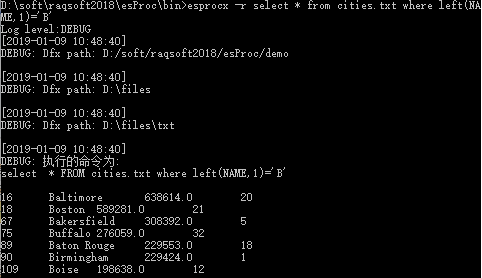 D:\soft\raqsoft2018\esProc\bin>esprocx -r select * from cities.txt where left(NA
ME,1)='B'
Log level:DEBUG
[2019-01-09 10:48:40]
DEBUG: Dfx path: D:/soft/raqsoft2018/esProc/demo
[2019-01-09 10:48:40]
DEBUG: Dfx path: D:\files
[2019-01-09 10:48:40]
DEBUG: Dfx path: D:\files\txt
[2019-01-09 10:48:40]
DEBUG: 执行的命令为:
select  * FROM cities.txt where left(NAME,1)='B'
16 Baltimore 638614.0 20
18 Boston 589281.0 21
67 Bakersfield 308392.0 5
75 Buffalo 276059.0 32
89 Baton Rouge 229553.0 18
90 Birmingham 229424.0 1
109 Boise 198638.0 12